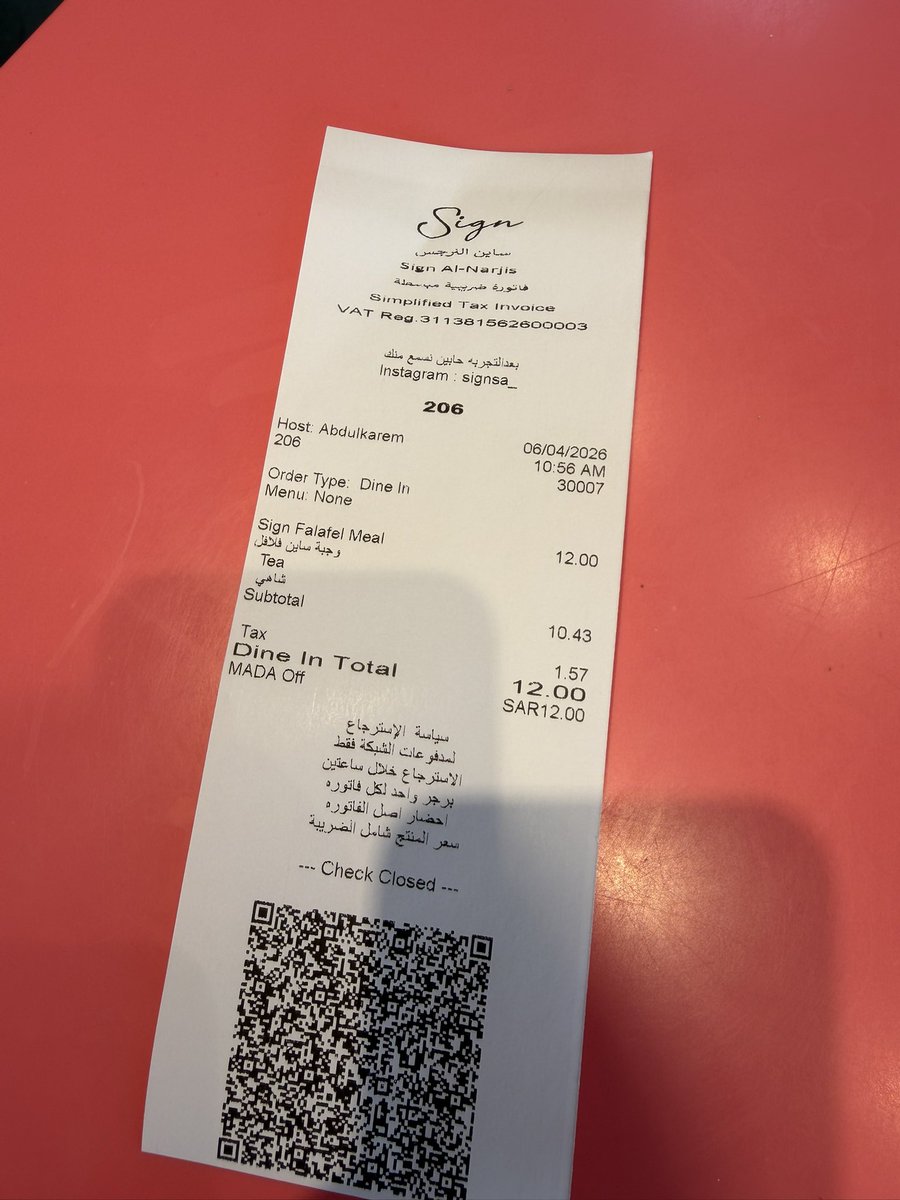 Sign
ساين النرجس
Sign Al-Narjis
فاتورة ضريبية مبسطة
Simplified Tax Invoice
VAT Reg.311381562600003
بعدالتجربه حابين نسمع منك
Instagram : signsa_
206
Host: Abdulkarem 06/04/2026
206 10:56 AM
30007
Order Type: Dine In
Menu: None
Sign Falafel Meal 12.00
وجبة ساين فلافل
Tea
شاهي
Subtotal 10.43
Tax 1.57
Dine In Total 12.00
MADA Off SAR12.00
سياسة الإسترجاع
لمدفوعات الشبكة فقط
الاسترجاع خلال ساعتين
برجر واحد لكل فاتوره
احضار اصل الفاتوره
سعر المنتج شامل الضريبة
--- Check Closed ---